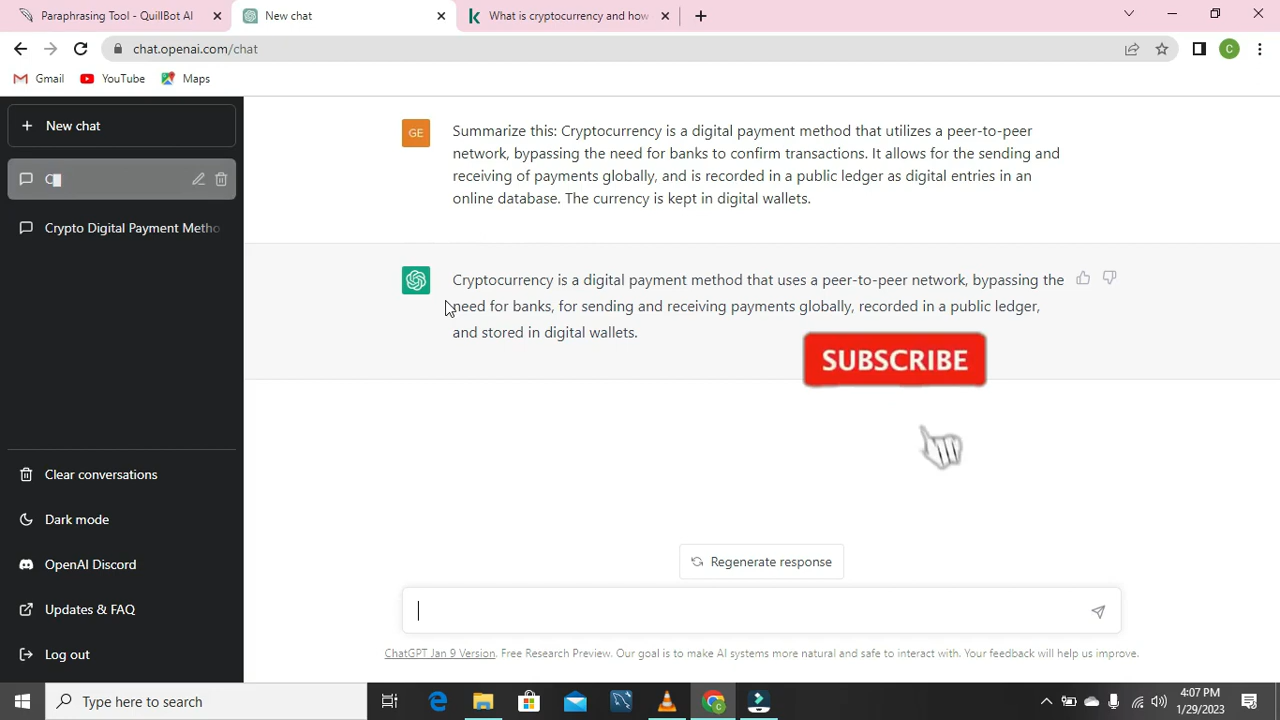 Paraphrasing Tool - QuillBot AI
New chat
What is cryptocurrency and how
chat.openai.com/chat
C
Gmail
YouTube
Maps
New chat
C
Crypto Digital Payment Metho
Clear conversations
Dark mode
OpenAI Discord
Updates & FAQ
Log out
GE
Summarize this: Cryptocurrency is a digital payment method that utilizes a peer-to-peer
network, bypassing the need for banks to confirm transactions. It allows for the sending and
receiving of payments globally, and is recorded in a public ledger as digital entries in an
online database. The currency is kept in digital wallets.
Cryptocurrency is a digital payment method that uses a peer-to-peer network, bypassing the
need for banks, for sending and receiving payments globally, recorded in a public ledger,
and stored in digital wallets.
SUBSCRIBE
Regenerate response
ChatGPT Jan 9 Version. Free Research Preview. Our goal is to make AI systems more natural and safe to interact with. Your feedback will help us improve.
Type here to search
4:07 PM
1/29/2023